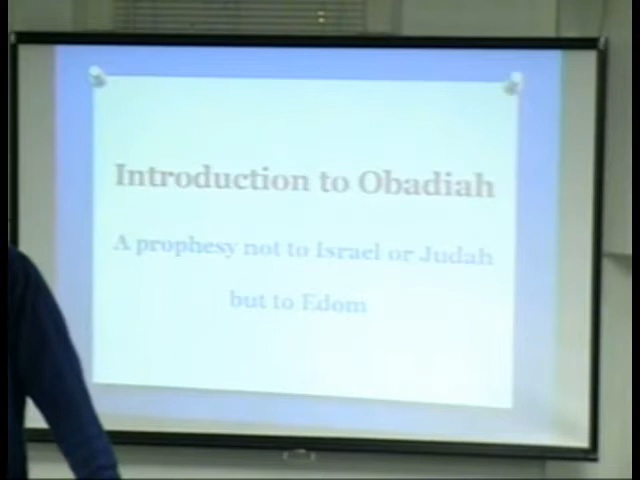 Introduction to Obadiah
A prophesy not to Israel or Judah
but to Edom